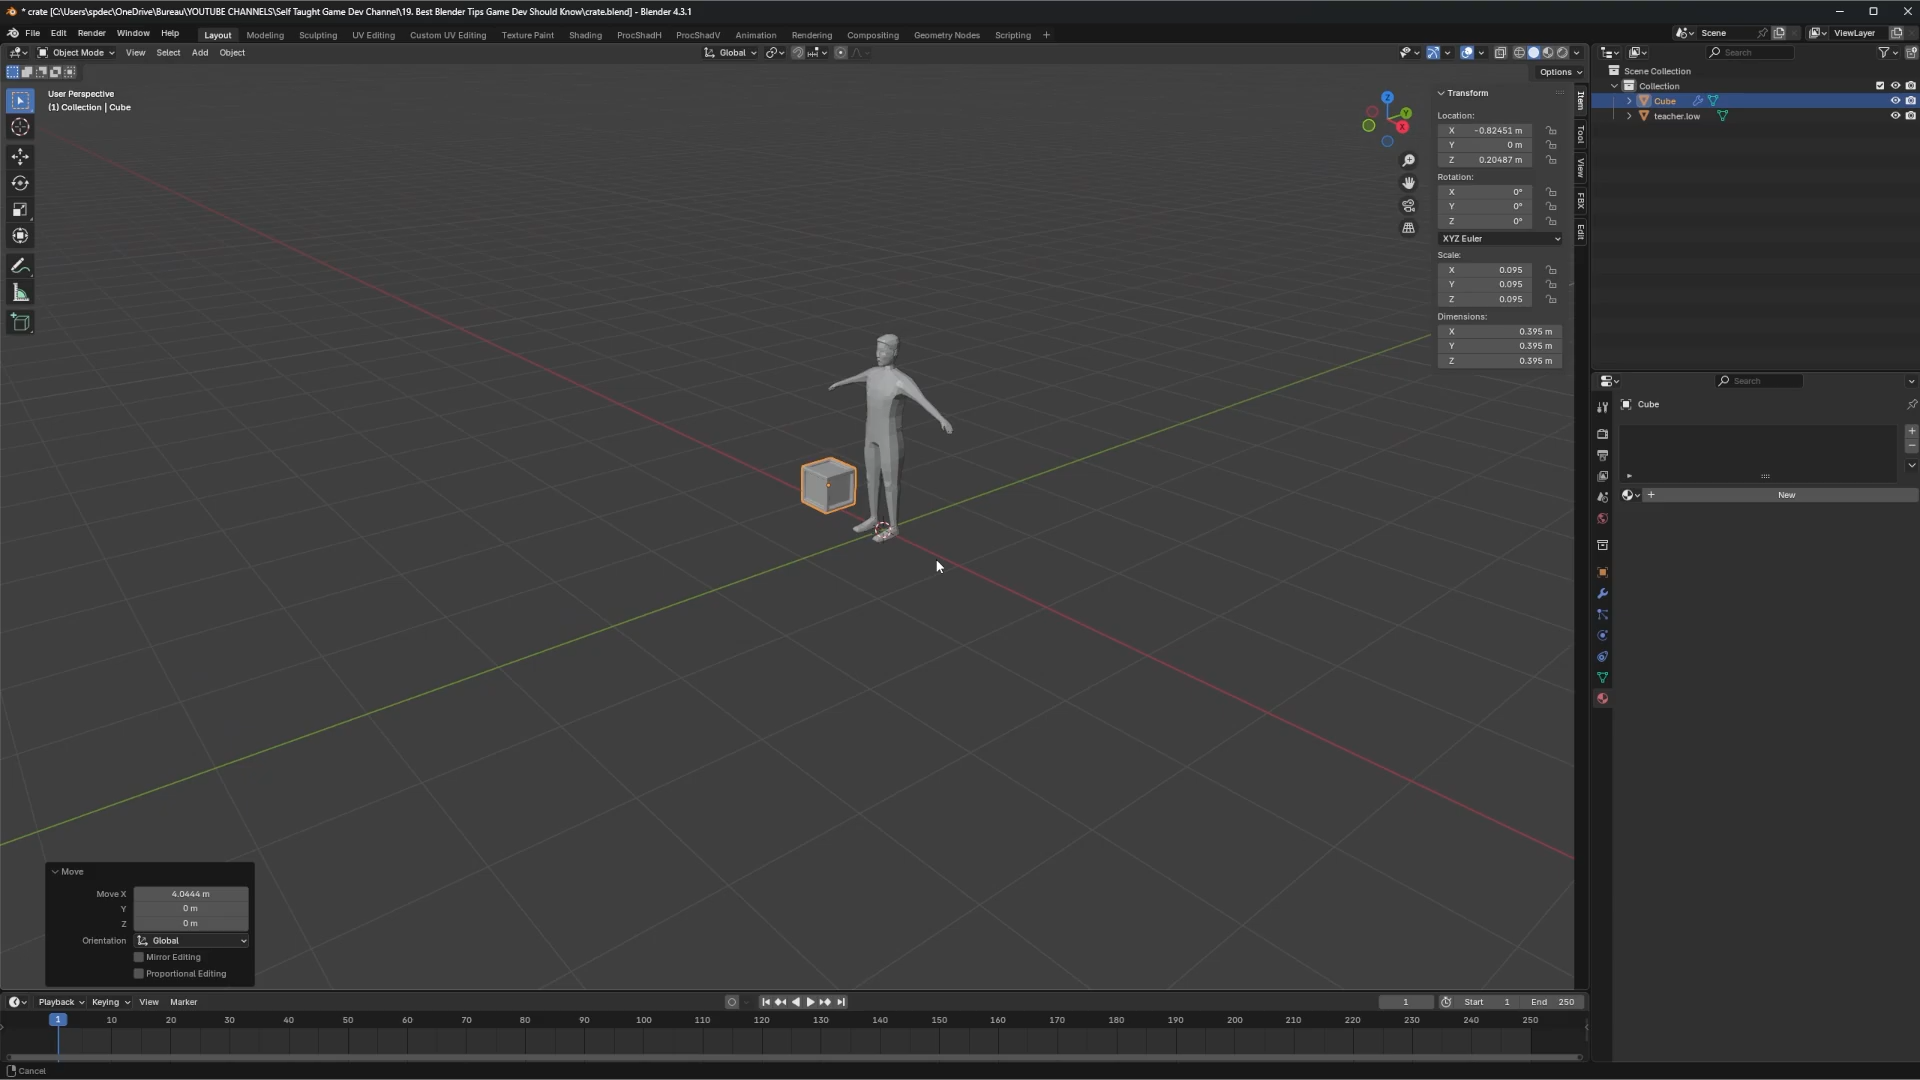 * crate [C:\Users\spdec\OneDrive\Bureau\YOUTUBE CHANNELS\Self Taught Game Dev Channel\19. Best Blender Tips Game Dev Should Know\crate.blend] - Blender 4.3.1
File Edit Render Window Help Layout Modeling Sculpting UV Editing Custom UV Editing Texture Paint Shading ProcShadH ProcShadV Animation Rendering Compositing Geometry Nodes Scripting +
Scene ViewLayer
Object Mode View Select Add Object Global
Search
Options
Scene Collection
Collection
Cube
teacher.low
User Perspective
(1) Collection | Cube
Z
Y
X
Transform
Location:
X -0.82451 m
Y 0 m
Z 0.20487 m
Rotation:
X 0°
Y 0°
Z 0°
XYZ Euler
Scale:
X 0.095
Y 0.095
Z 0.095
Dimensions:
X 0.395 m
Y 0.395 m
Z 0.395 m
Item
Tool
View
FBX
Edit
Search
Cube
New
Move
Move X 4.0444 m
Y 0 m
Z 0 m
Orientation Global
Mirror Editing
Proportional Editing
Playback Keying View Marker
1 Start 1 End 250
1 10 20 30 40 50 60 70 80 90 100 110 120 130 140 150 160 170 180 190 200 210 220 230 240 250
Cancel